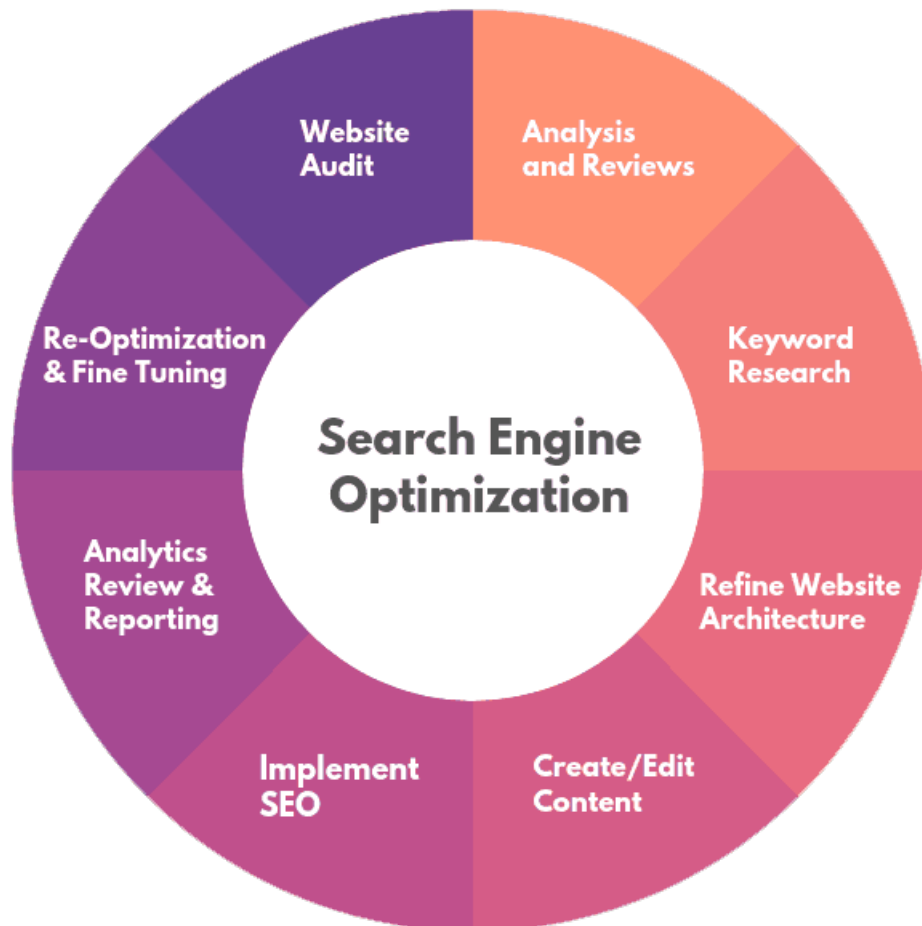 Website
Audit
Analysis
and Reviews
Keyword
Research
Refine Website
Architecture
Create/Edit
Content
Implement
SEO
Analytics
Review &
Reporting
Re-Optimization
& Fine Tuning
Search Engine
Optimization